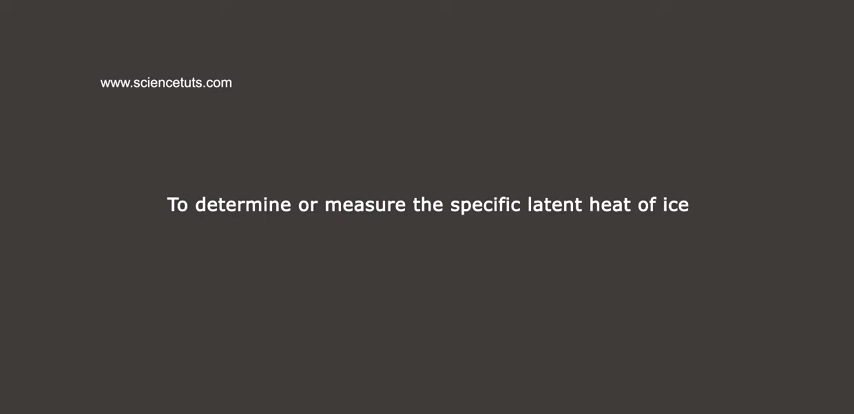 www.sciencetuts.com
To determine or measure the specific latent heat of ice